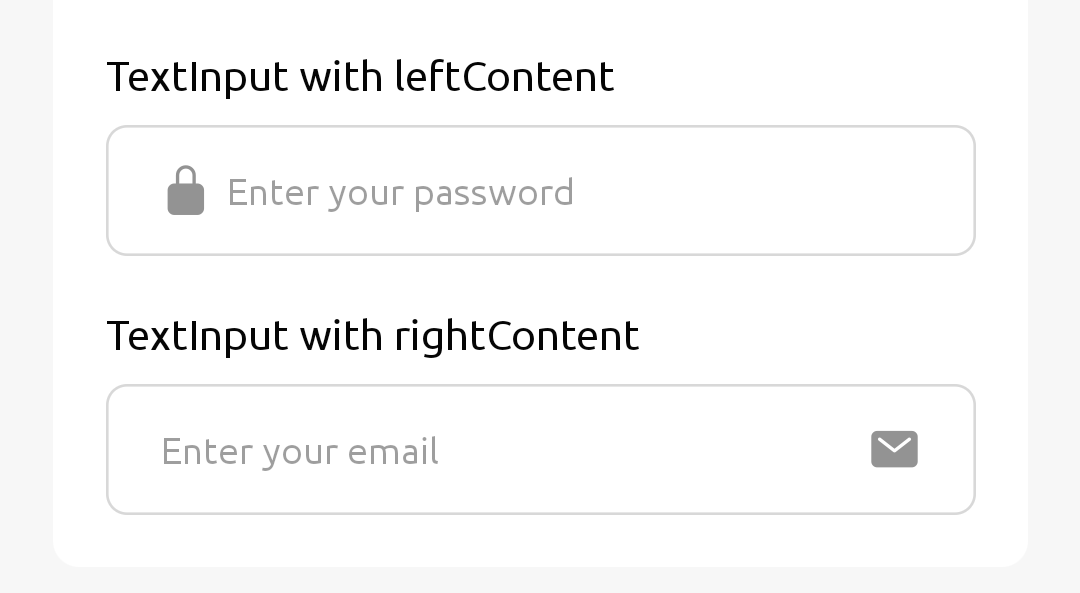 TextInput with leftContent
Enter your password
TextInput with rightContent
Enter your email